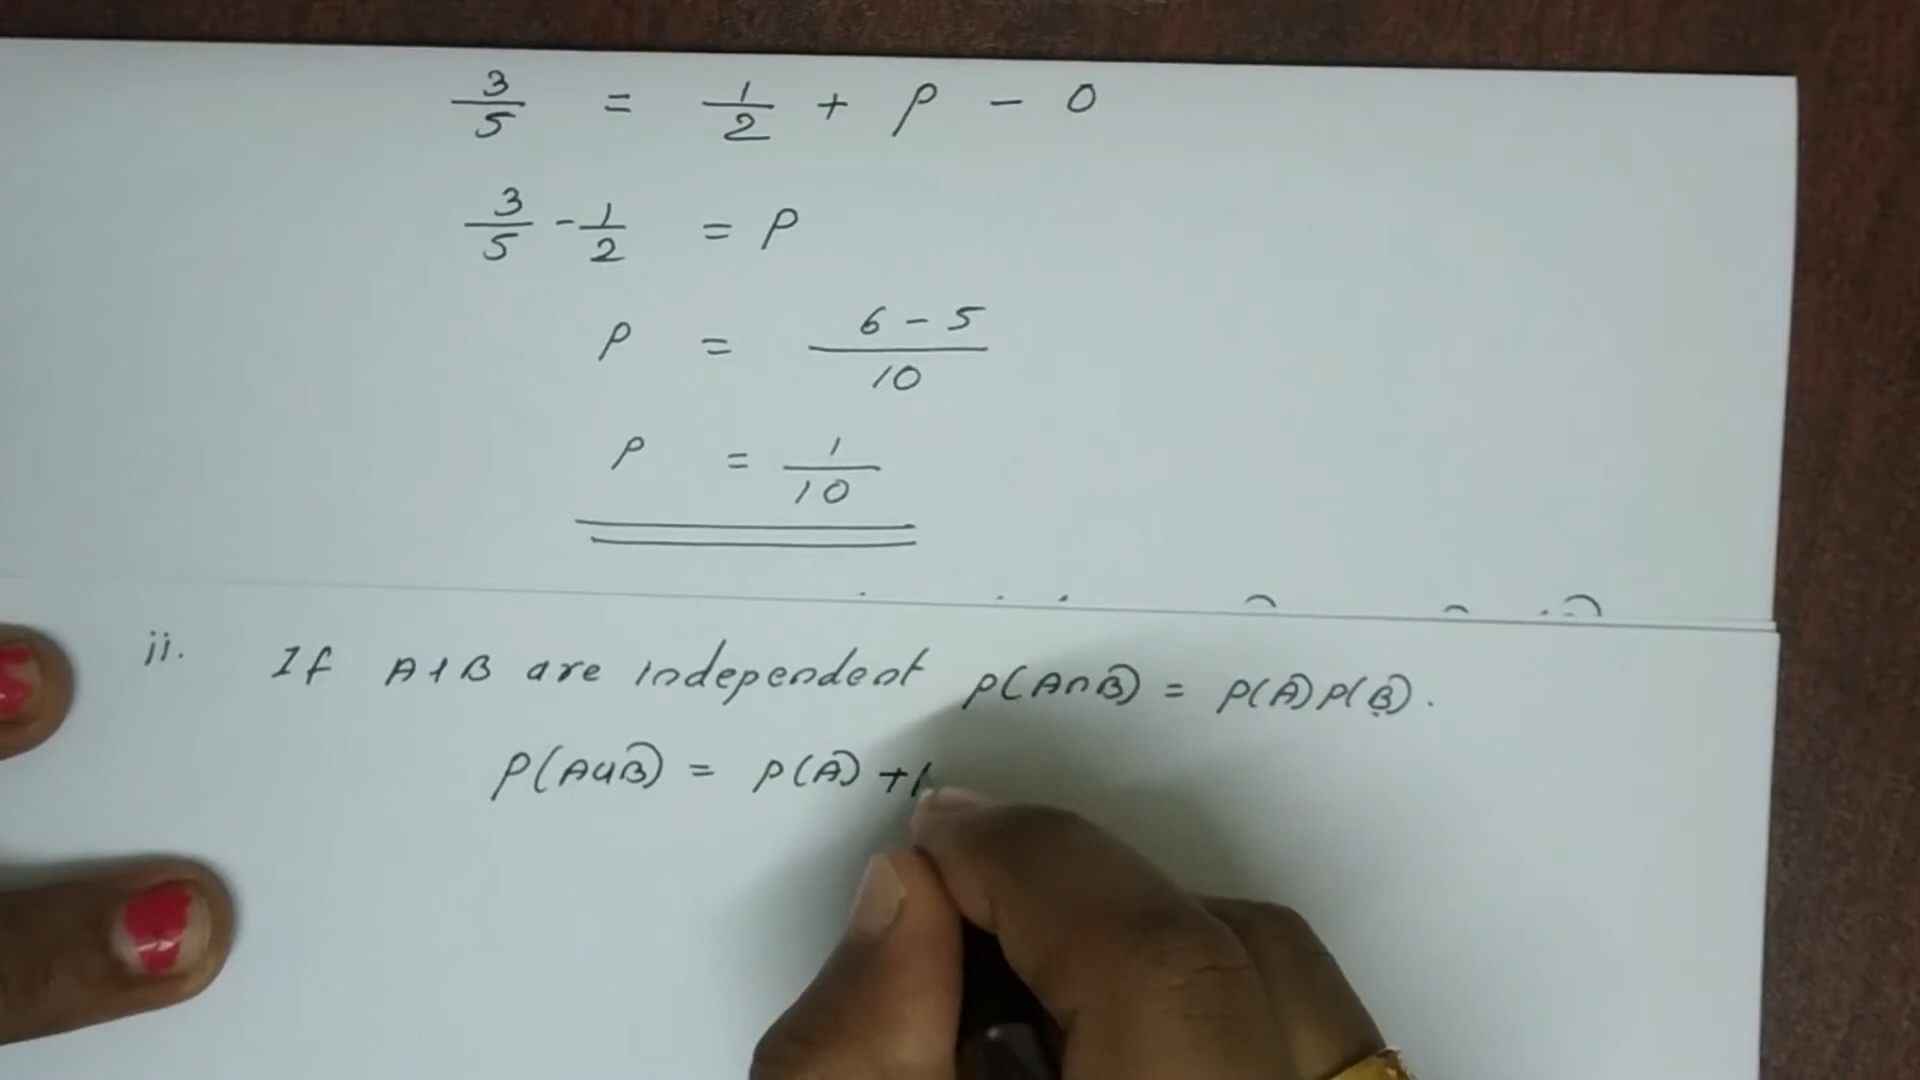 3/5 = 1/2 + P - 0
3/5 - 1/2 = P
P = 6 - 5 / 10
P = 1/10
ii. If A & B are independent P(A∩B) = P(A)P(B).
P(A∪B) = P(A) +